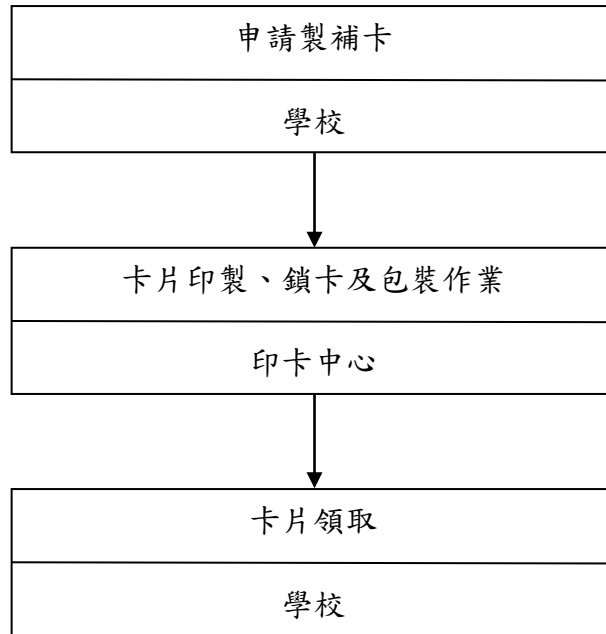 申請製補卡
學校
卡片印製、鎖卡及包裝作業
印卡中心
卡片領取
學校